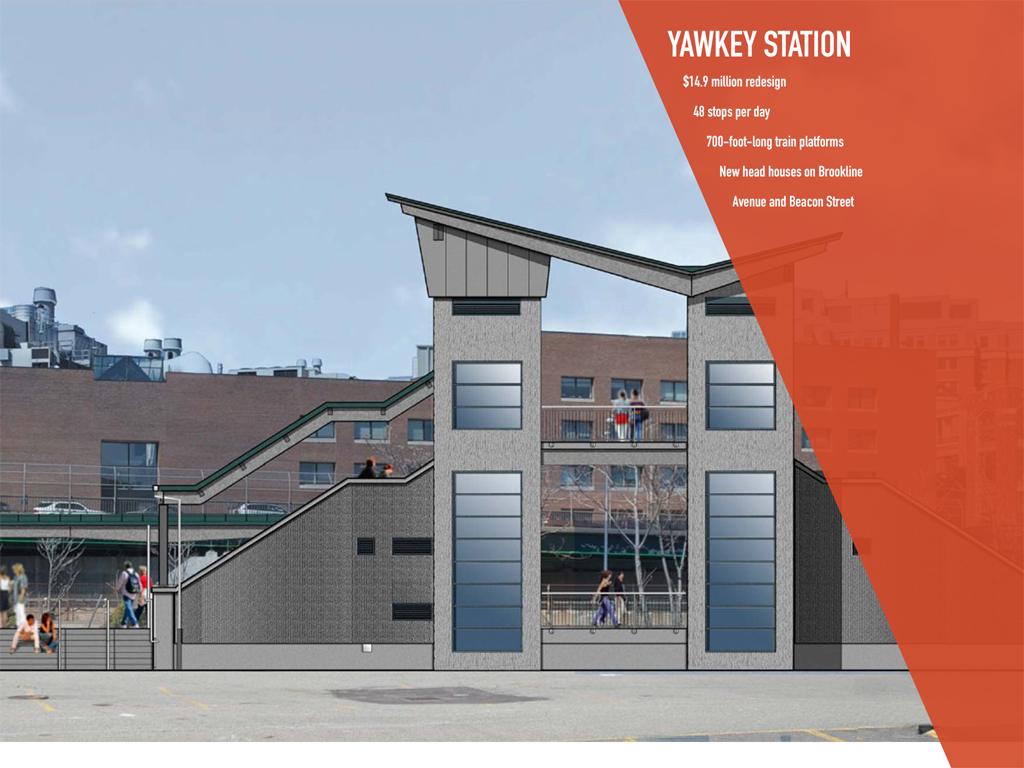 YAWKEY STATION
$14.9 million redesign
48 stops per day
700-foot-long train platforms
New head houses on Brookline
Avenue and Beacon Street